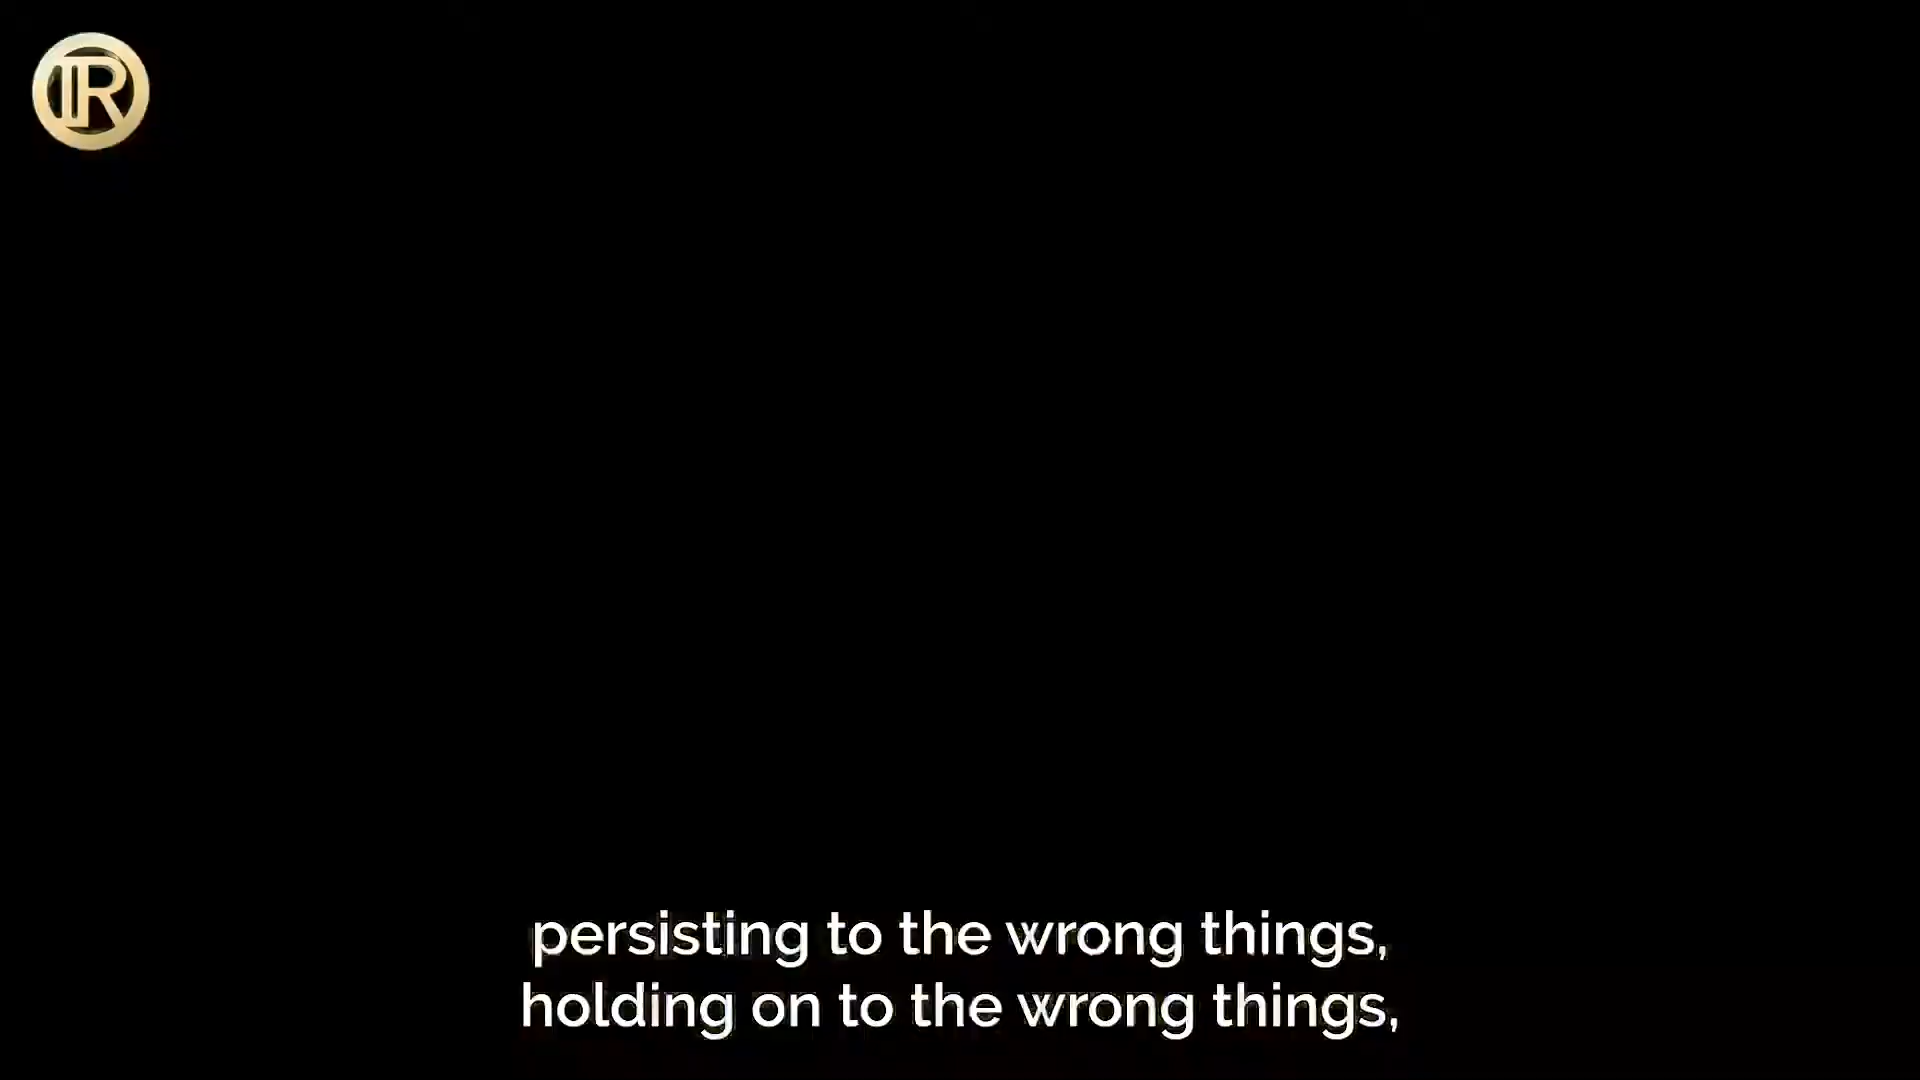 persisting to the wrong things,
holding on to the wrong things,